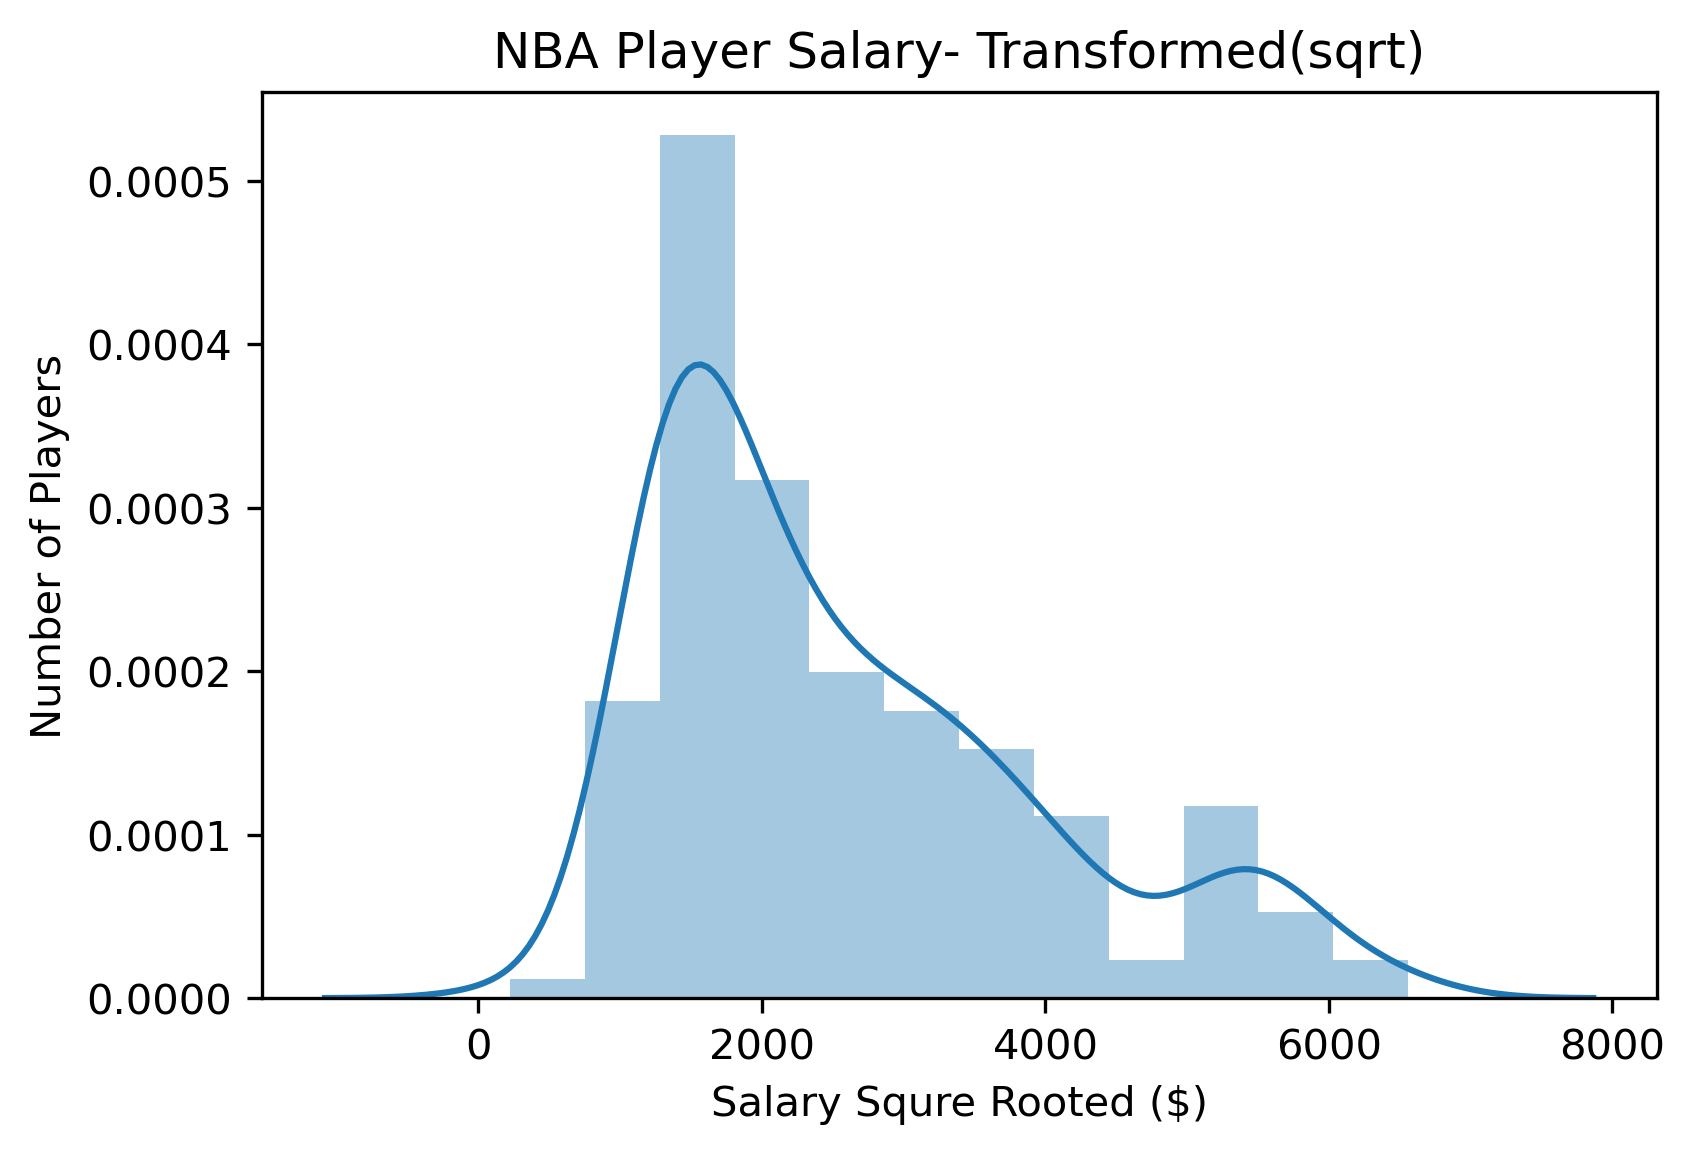 NBA Player Salary- Transformed(sqrt)
Number of Players
0.0005
0.0004
0.0003
0.0002
0.0001
0.0000
0 2000 4000 6000 8000
Salary Squre Rooted ($)